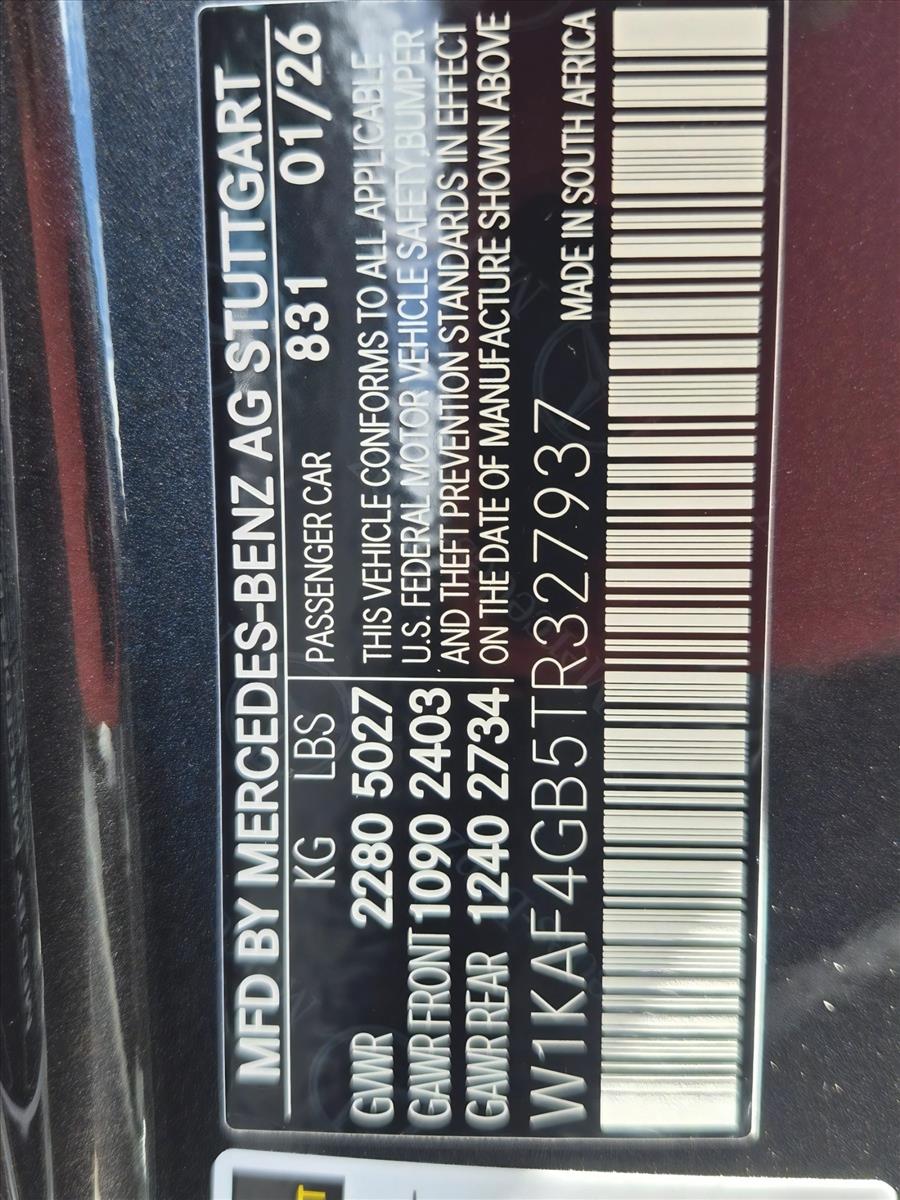 MFD BY MERCEDES-BENZ AG STUTTGART
KG LBS PASSENGER CAR 831 01/26
GVWR 2280 5027 THIS VEHICLE CONFORMS TO ALL APPLICABLE
GAWR FRONT 1090 2403 U.S. FEDERAL MOTOR VEHICLE SAFETY,BUMPER
AND THEFT PREVENTION STANDARDS IN EFFECT
GAWR REAR 1240 2734 ON THE DATE OF MANUFACTURE SHOWN ABOVE
W1KAF4GB5TR327937 MADE IN SOUTH AFRICA